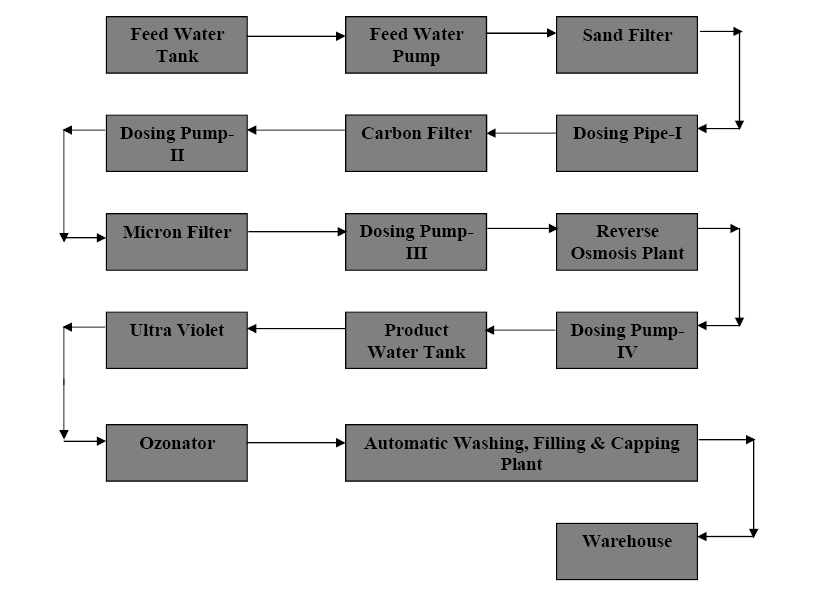 Feed Water
Tank
Feed Water
Pump
Sand Filter
Dosing Pump-
II
Carbon Filter
Dosing Pipe-I
Micron Filter
Dosing Pump-
III
Reverse
Osmosis Plant
Ultra Violet
Product
Water Tank
Dosing Pump-
IV
Ozonator
Automatic Washing, Filling & Capping
Plant
Warehouse